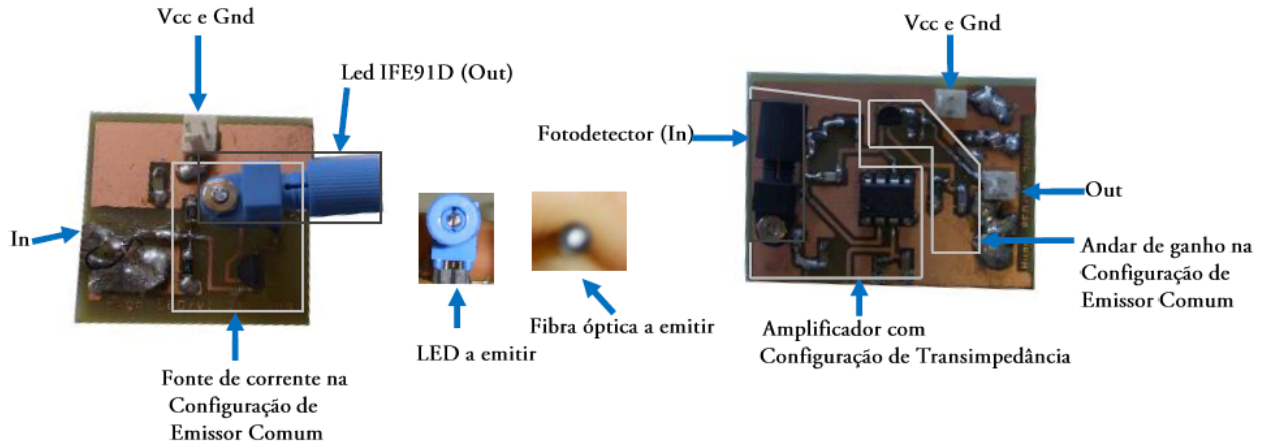 Vcc e Gnd
Led IFE91D (Out)
In
Fonte de corrente na
Configuração de
Emissor Comum
LED a emitir
Fibra óptica a emitir
Vcc e Gnd
Fotodetector (In)
Out
Andar de ganho na
Configuração de
Emissor Comum
Amplificador com
Configuração de Transimpedância